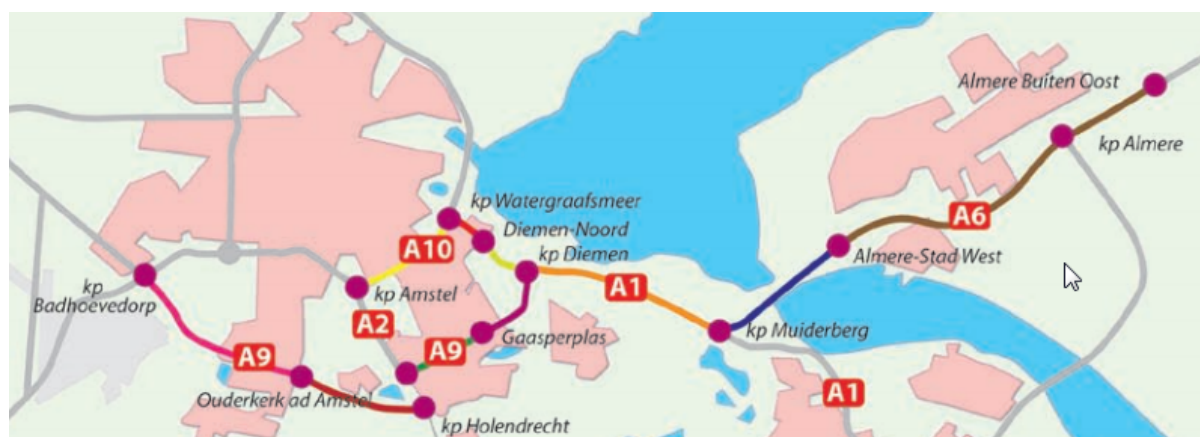 Almere Buiten Oost
kp Almere
kp Watergraafsmeer
A6
Diemen-Noord
A10
kp Diemen
Almere-Stad West
kp
Badhoevedorp
kp Amstel
A1
A2
kp Muiderberg
Gaasperplas
A9
A9
Ouderkerk ad Amstel
A1
kp Holendrecht